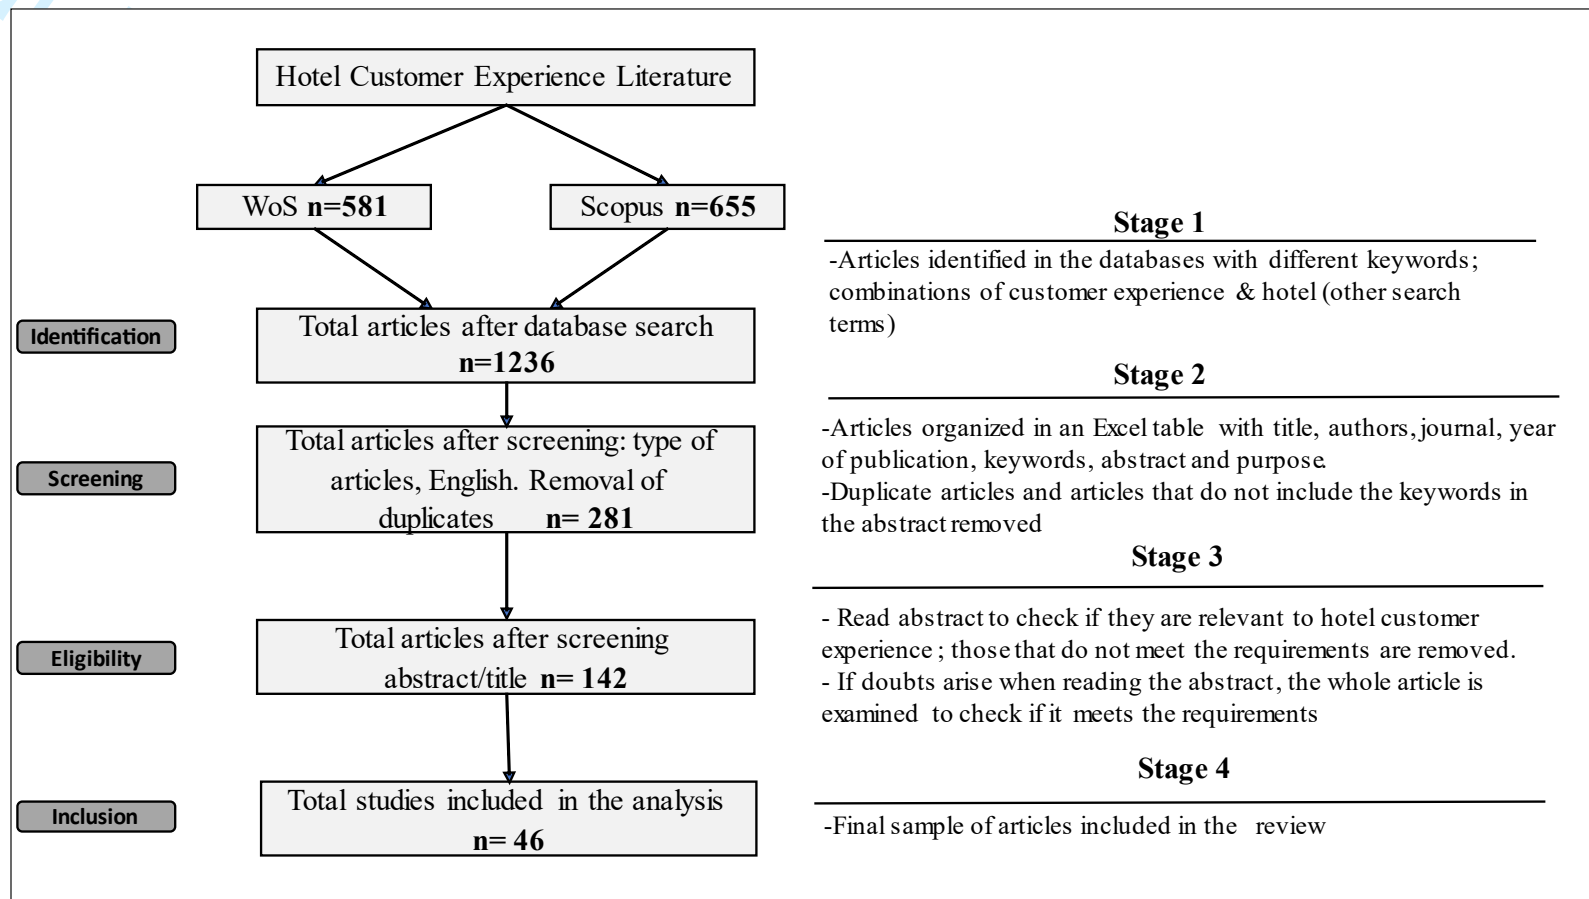 Hotel Customer Experience Literature
WoS n=581
Scopus n=655
Identification
Total articles after database search
n=1236
Screening
Total articles after screening: type of
articles, English. Removal of
duplicates n= 281
Eligibility
Total articles after screening
abstract/title n= 142
Inclusion
Total studies included in the analysis
n= 46
Stage 1
-Articles identified in the databases with different keywords;
combinations of customer experience & hotel (other search
terms)
Stage 2
-Articles organized in an Excel table with title, authors, journal, year
of publication, keywords, abstract and purpose.
-Duplicate articles and articles that do not include the keywords in
the abstract removed
Stage 3
- Read abstract to check if they are relevant to hotel customer
experience; those that do not meet the requirements are removed.
- If doubts arise when reading the abstract, the whole article is
examined to check if it meets the requirements
Stage 4
-Final sample of articles included in the review